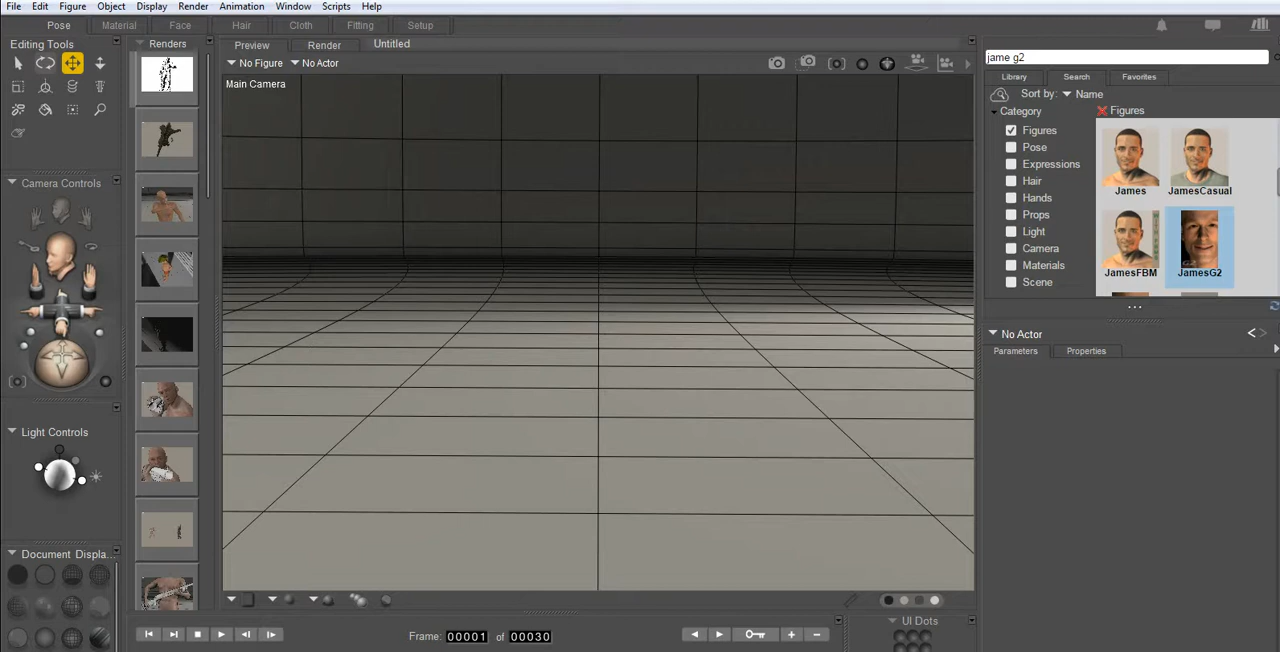 File Edit Figure Object Display Render Animation Window Scripts Help
Pose Material Face Hair Cloth Fitting Setup
Editing Tools
Renders
Preview Render Untitled
No Figure No Actor
Main Camera
Camera Controls
Light Controls
Document Displa...
jame g2
Library Search Favorites
Sort by: Name
Category
Figures
Figures
Pose
Expressions
Hair
Hands
Props
Light
Camera
Materials
Scene
James JamesCasual
JamesFBM JamesG2
No Actor
Parameters Properties
Frame: 00001 of 00030
UI Dots